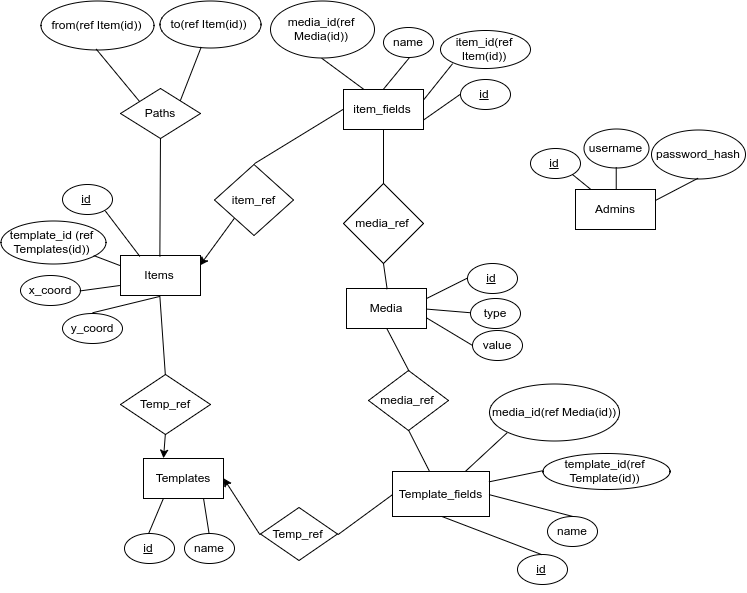 from(ref Item(id))
to(ref Item(id))
media_id(ref
Media(id))
name
item_id(ref
Item(id))
id
Paths
item_fields
id
username
password_hash
Admins
id
item_ref
media_ref
template_id (ref
Templates(id))
Items
x_coord
y_coord
id
Media
type
value
Temp_ref
media_ref
media_id(ref Media(id))
template_id(ref
Template(id))
Templates
Template_fields
name
id
name
Temp_ref
id